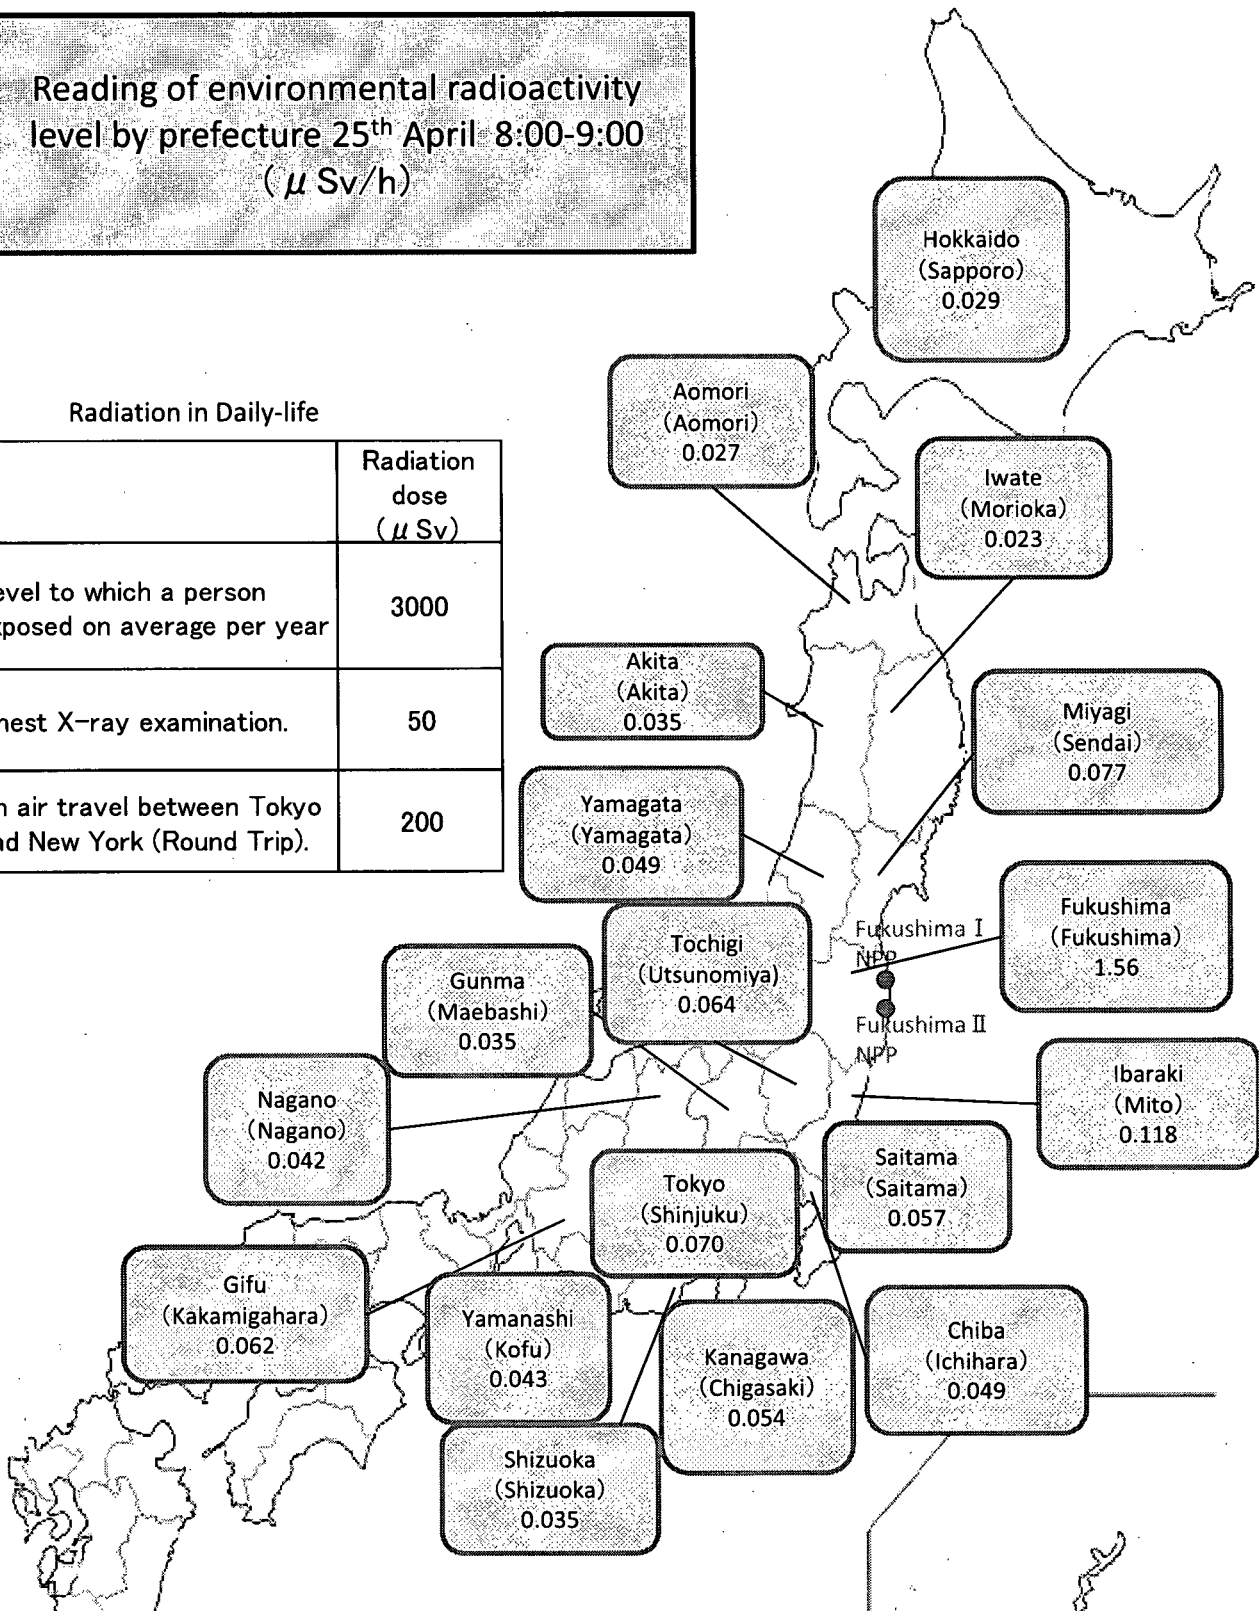 Reading of environmental radioactivity
level by prefecture 25th April 8:00-9:00
(μSv/h)
Hokkaido
(Sapporo)
0.029
Aomori
(Aomori)
0.027
Radiation in Daily-life
Radiation
dose
(μSv)
evel to which a person
xposed on average per year
3000
hest X-ray examination.
50
n air travel between Tokyo
nd New York (Round Trip).
200
Iwate
(Morioka)
0.023
Akita
(Akita)
0.035
Miyagi
(Sendai)
0.077
Yamagata
(Yamagata)
0.049
Fukushima
(Fukushima)
1.56
Fukushima I
NPP
Fukushima II
NPP
Tochigi
(Utsunomiya)
0.064
Gunma
(Maebashi)
0.035
Ibaraki
(Mito)
0.118
Nagano
(Nagano)
0.042
Saitama
(Saitama)
0.057
Tokyo
(Shinjuku)
0.070
Gifu
(Kakamigahara)
0.062
Yamanashi
(Kofu)
0.043
Kanagawa
(Chigasaki)
0.054
Chiba
(Ichihara)
0.049
Shizuoka
(Shizuoka)
0.035